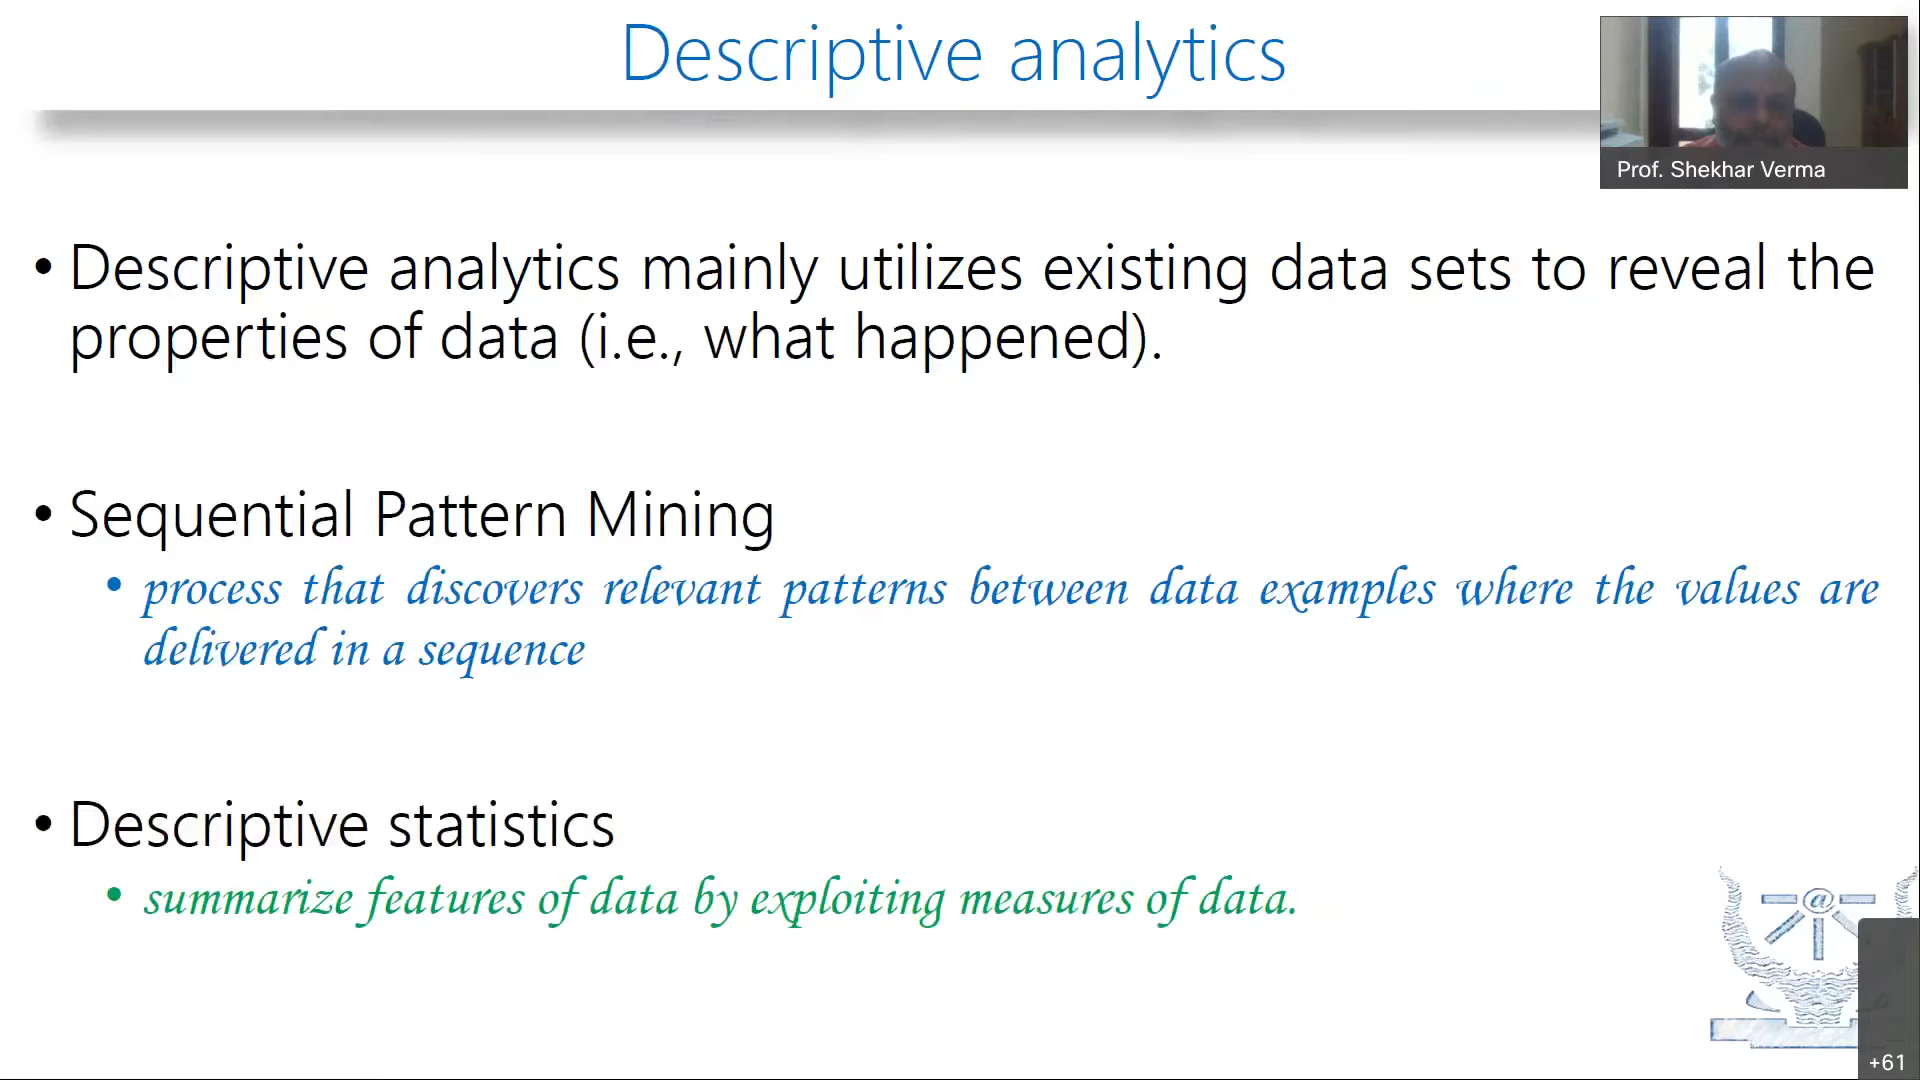 Descriptive analytics
Prof. Shekhar Verma
• Descriptive analytics mainly utilizes existing data sets to reveal the
properties of data (i.e., what happened).
• Sequential Pattern Mining
• process that discovers relevant patterns between data examples where the values are
delivered in a sequence
• Descriptive statistics
• summarize features of data by exploiting measures of data.
@
+61